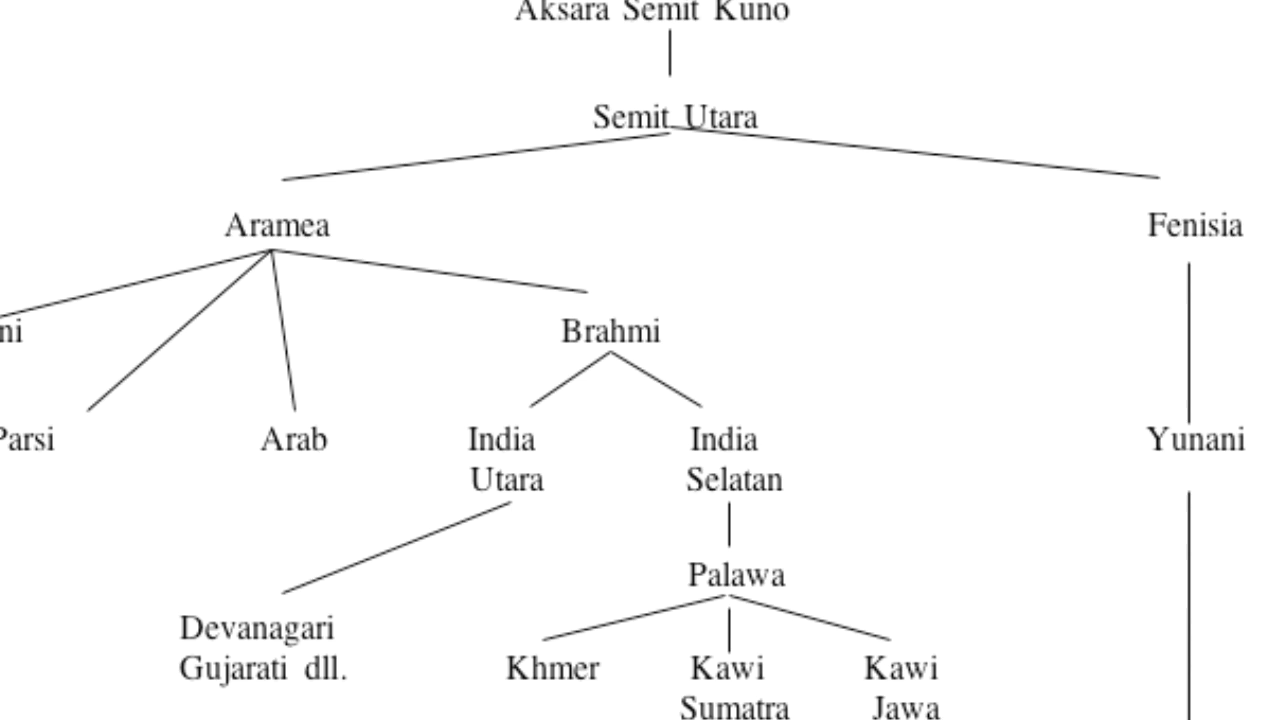 Aksara Semit Kuno
Semit Utara
Aramea Fenisia
ni Brahmi
Parsi Arab India India Yunani
Utara Selatan
Palawa
Devanagari
Gujarati dll. Khmer Kawi Kawi
Sumatra Jawa